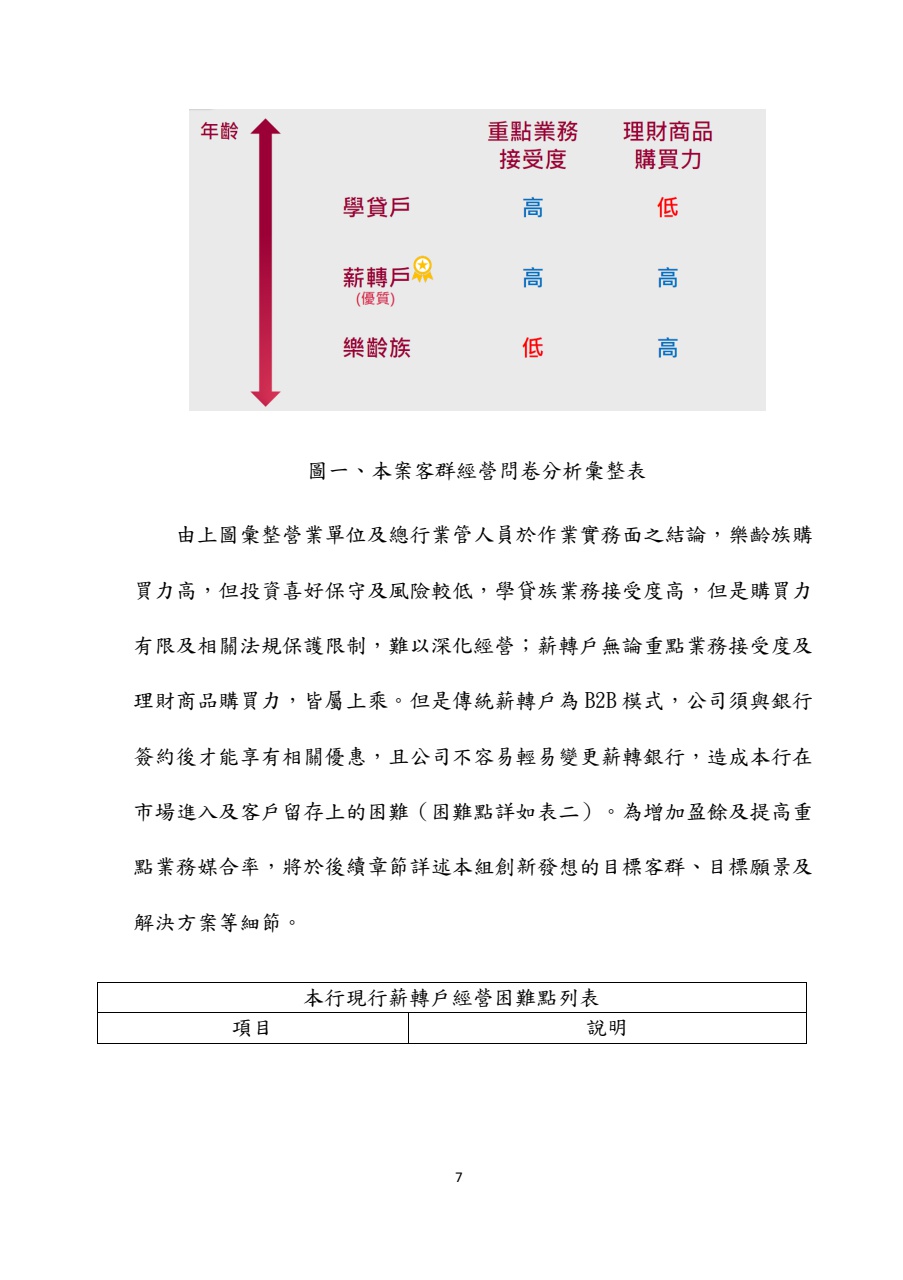 年齡
重點業務 理財商品
接受度 購買力
學貸戶 高 低
薪轉戶 高 高
(優質)
樂齡族 低 高
圖一、本案客群經營問卷分析彙整表
由上圖彙整營業單位及總行業管人員於作業實務面之結論，樂齡族購
買力高，但投資喜好保守及風險較低，學貸族業務接受度高，但是購買力
有限及相關法規保護限制，難以深化經營；薪轉戶無論重點業務接受度及
理財商品購買力，皆屬上乘。但是傳統薪轉戶為 B2B 模式，公司須與銀行
簽約後才能享有相關優惠，且公司不容易輕易變更薪轉銀行，造成本行在
市場進入及客戶留存上的困難（困難點詳如表二）。為增加盈餘及提高重
點業務媒合率，將於後續章節詳述本組創新發想的目標客群、目標願景及
解決方案等細節。
本行現行薪轉戶經營困難點列表
項目 說明
7